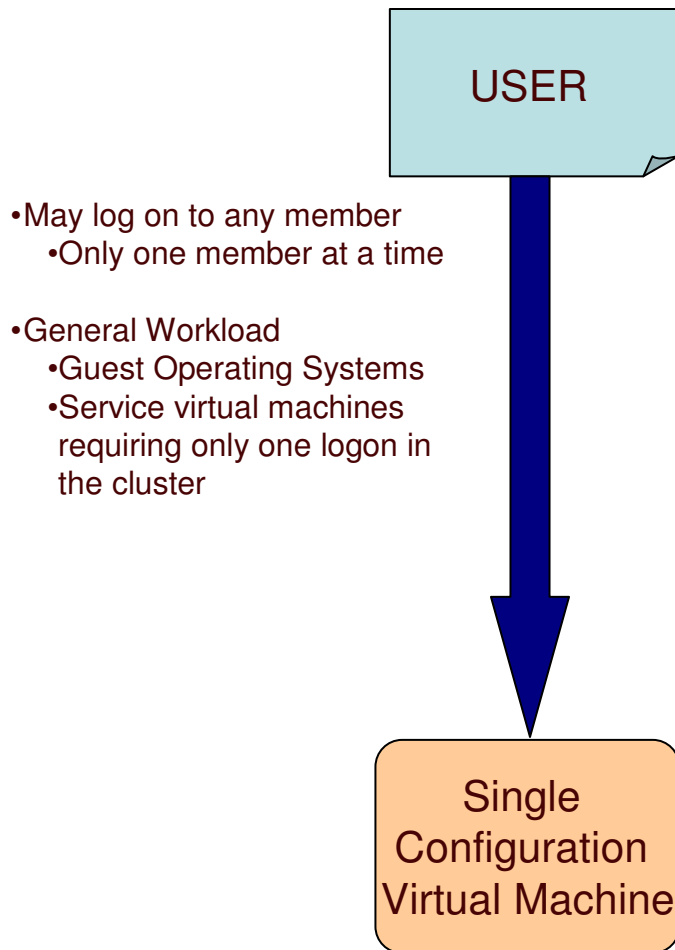 USER
•May log on to any member
•Only one member at a time
•General Workload
•Guest Operating Systems
•Service virtual machines
requiring only one logon in
the cluster
Single
Configuration
Virtual Machine